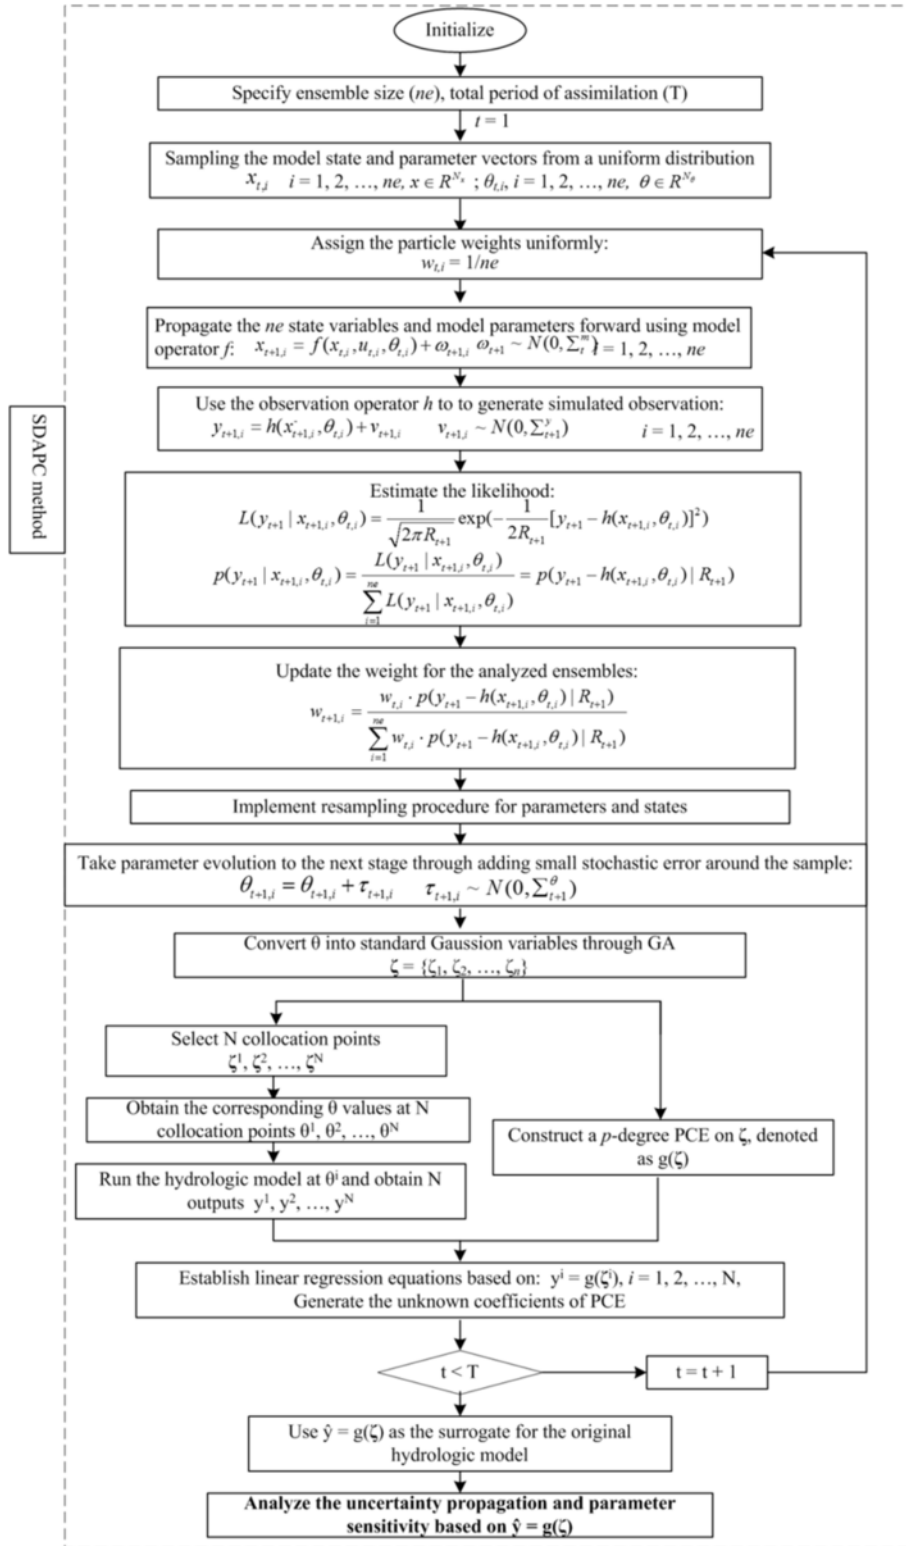 Initialize
Specify ensemble size (ne), total period of assimilation (T)
t = 1
Sampling the model state and parameter vectors from a uniform distribution
x_{t,i} i = 1, 2, …, ne, x ∈ R^{N_x} ; θ_{t,i}, i = 1, 2, …, ne, θ ∈ R^{N_θ}
Assign the particle weights uniformly:
w_{t,i} = 1/ne
Propagate the ne state variables and model parameters forward using model
operator f: x_{t+1,i} = f(x_{t,i}, u_{t,i}, θ_{t,i}) + ω_{t+1,i} ω_{t+1} ~ N(0, Σ_t^m) i = 1, 2, …, ne
SDAPC method
Use the observation operator h to to generate simulated observation:
y_{t+1,i} = h(x_{t+1,i}, θ_{t,i}) + v_{t+1,i} v_{t+1,i} ~ N(0, Σ_{t+1}^y) i = 1, 2, …, ne
Estimate the likelihood:
L(y_{t+1} | x_{t+1,i}, θ_{t,i}) = \frac{1}{\sqrt{2πR_{t+1}}} exp(-\frac{1}{2R_{t+1}}[y_{t+1} − h(x_{t+1,i}, θ_{t,i})]^2)
p(y_{t+1} | x_{t+1,i}, θ_{t,i}) = \frac{L(y_{t+1} | x_{t+1,i}, θ_{t,i})}{\sum_{i=1}^{ne} L(y_{t+1} | x_{t+1,i}, θ_{t,i})} = p(y_{t+1} − h(x_{t+1,i}, θ_{t,i}) | R_{t+1})
Update the weight for the analyzed ensembles:
w_{t+1,i} = \frac{w_{t,i} · p(y_{t+1} − h(x_{t+1,i}, θ_{t,i}) | R_{t+1})}{\sum_{i=1}^{ne} w_{t,i} · p(y_{t+1} − h(x_{t+1,i}, θ_{t,i}) | R_{t+1})}
Implement resampling procedure for parameters and states
Take parameter evolution to the next stage through adding small stochastic error around the sample:
θ_{t+1,i} = θ_{t+1,i} + τ_{t+1,i} τ_{t+1,i} ~ N(0, Σ_{t+1}^θ)
Convert θ into standard Gaussion variables through GA
ζ = {ζ_1, ζ_2, …, ζ_n}
Select N collocation points
ζ^1, ζ^2, …, ζ^N
Obtain the corresponding θ values at N
collocation points θ^1, θ^2, …, θ^N
Construct a p-degree PCE on ζ, denoted
as g(ζ)
Run the hydrologic model at θ^i and obtain N
outputs y^1, y^2, …, y^N
Establish linear regression equations based on: y^i = g(ζ^i), i = 1, 2, …, N,
Generate the unknown coefficients of PCE
t < T
t = t + 1
Use ŷ = g(ζ) as the surrogate for the original
hydrologic model
Analyze the uncertainty propagation and parameter
sensitivity based on ŷ = g(ζ)